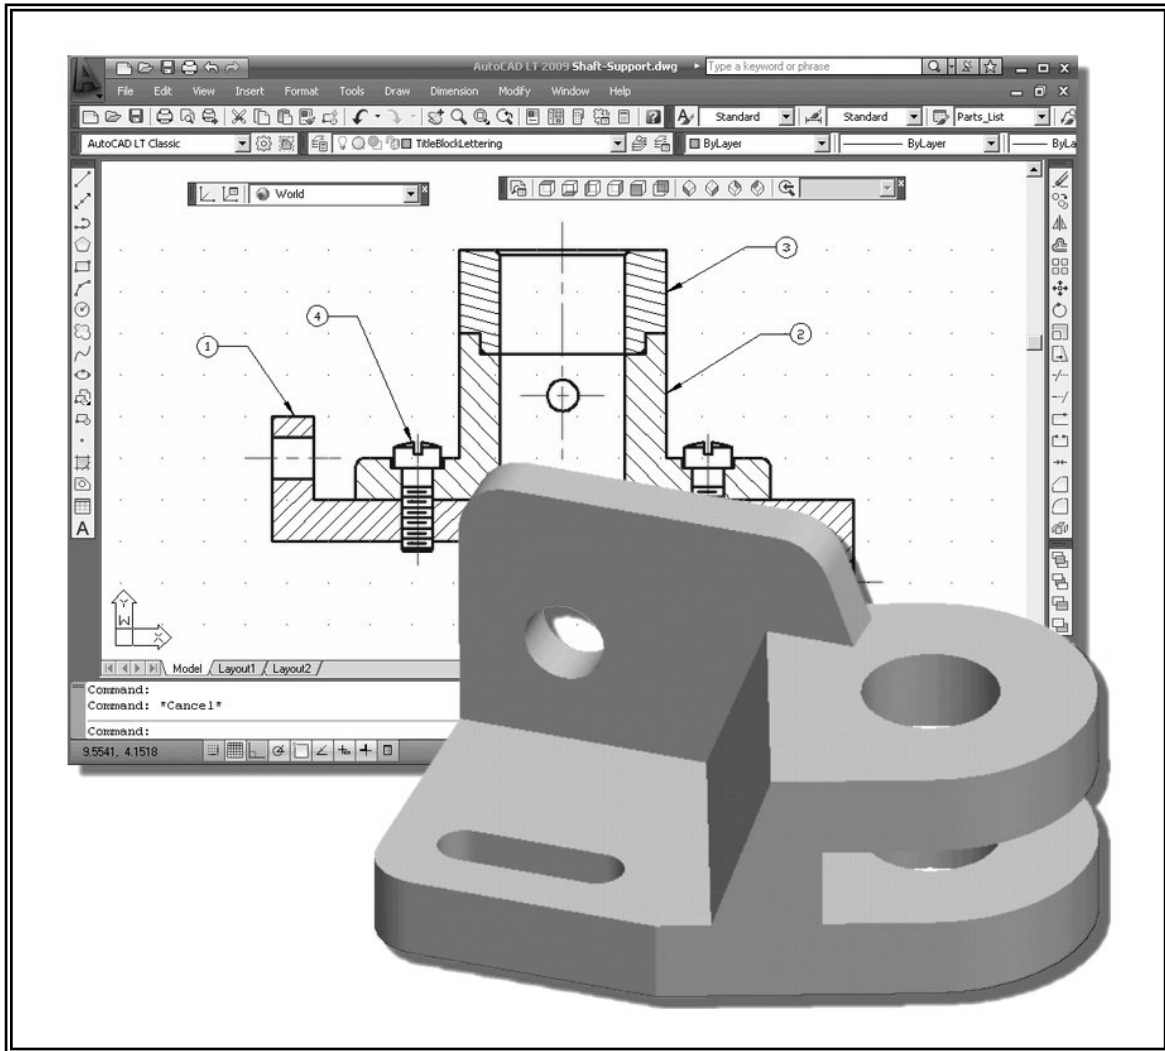 AutoCAD LT 2009 Shaft-Support.dwg Type a keyword or phrase
File Edit View Insert Format Tools Draw Dimension Modify Window Help
Standard Standard Parts_List
AutoCAD LT Classic TitleBlockLettering ByLayer ByLayer ByLa
World
3
4
2
1
A
Y
W
X
Model Layout1 Layout2
Command:
Command: *Cancel*
Command:
9.5541, 4.1518